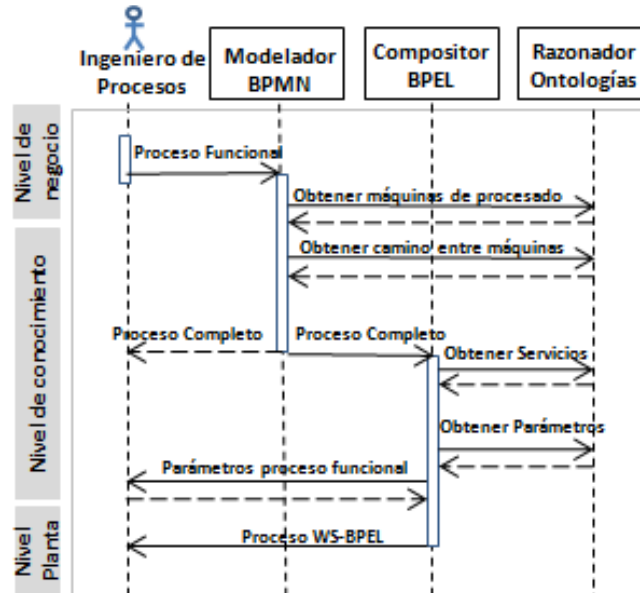 Ingeniero de
Procesos
Modelador
BPMN
Compositor
BPEL
Razonador
Ontologías
Nivel de
negocio
Proceso Funcional
Obtener máquinas de procesado
Nivel de conocimiento
Obtener camino entre máquinas
Proceso Completo
Proceso Completo
Obtener Servicios
Obtener Parámetros
Parámetros proceso funcional
Nivel
Planta
Proceso WS-BPEL